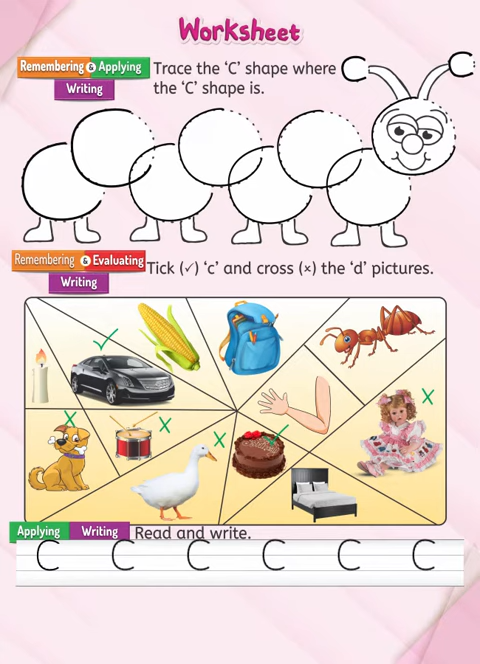 Worksheet
Remembering & Applying
Writing
Trace the ‘C’ shape where
the ‘C’ shape is.
C C
Remembering & Evaluating
Writing
Tick (✓) ‘c’ and cross (×) the ‘d’ pictures.
Applying Writing Read and write.
C C C C C C